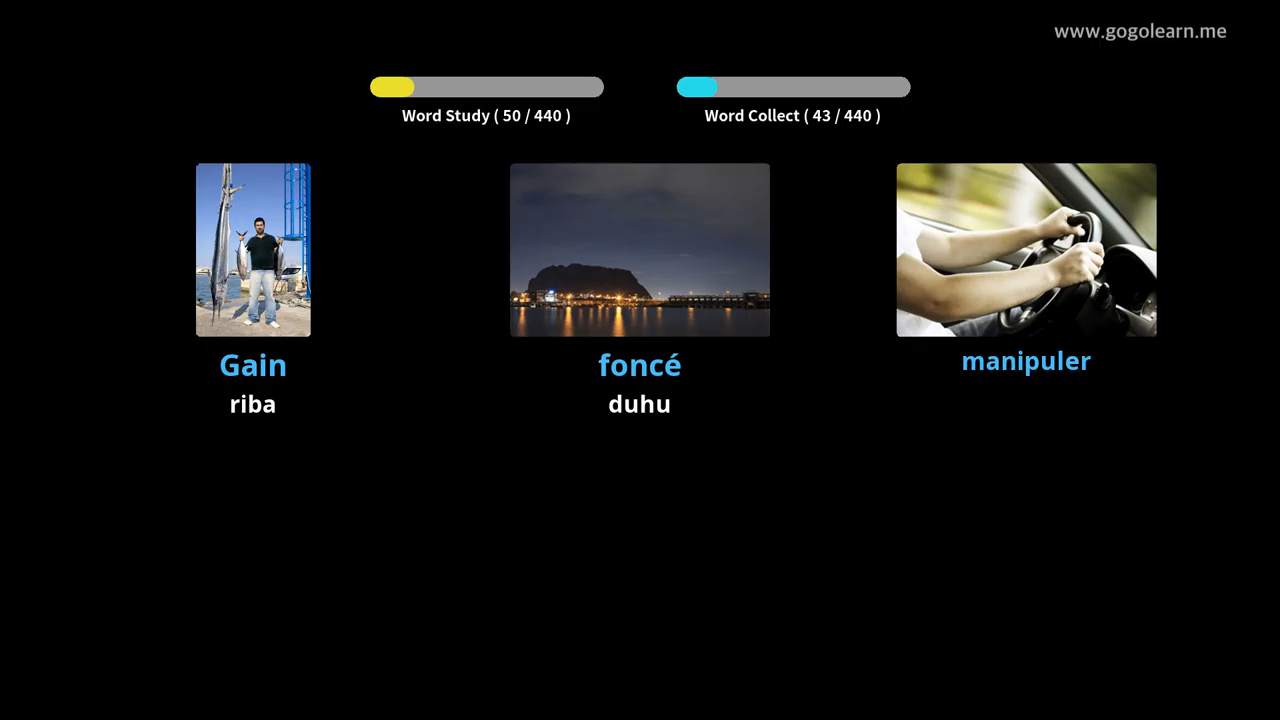 www.gogolearn.me
Word Study ( 50 / 440 )
Word Collect ( 43 / 440 )
Gain
riba
foncé
duhu
manipuler